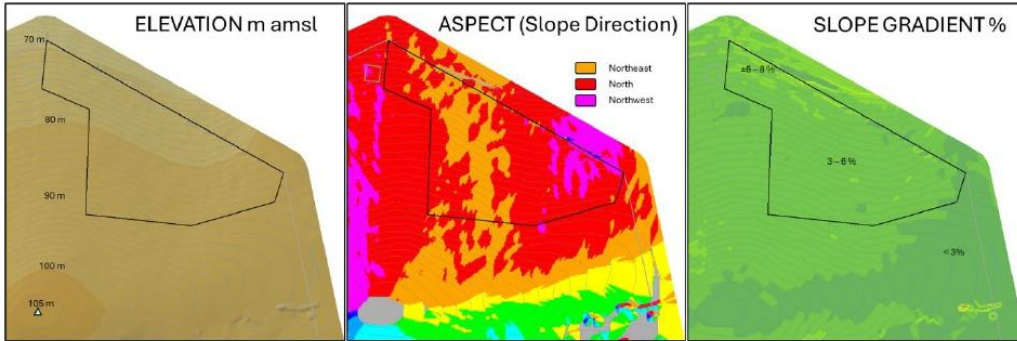 ELEVATION m amsl
70 m
80 m
90 m
100 m
105 m
ASPECT (Slope Direction)
Northeast
North
Northwest
SLOPE GRADIENT %
±6–8 %
3 – 6 %
< 3%